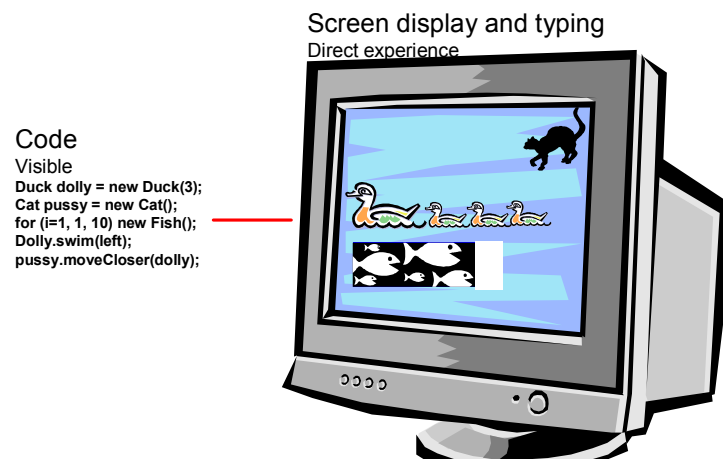 Screen display and typing
Direct experience
Code
Visible
Duck dolly = new Duck(3);
Cat pussy = new Cat();
for (i=1, 1, 10) new Fish();
Dolly.swim(left);
pussy.moveCloser(dolly);